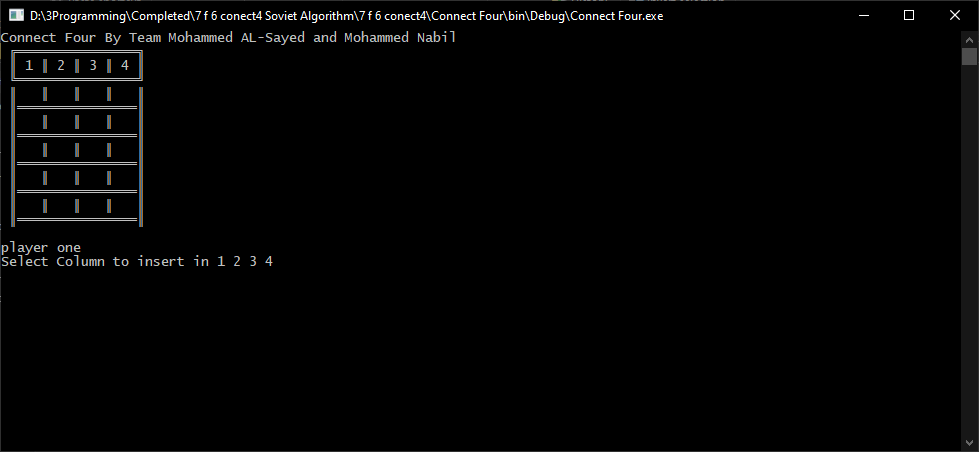 D:\3Programming\Completed\7 f 6 conect4 Soviet Algorithm\7 f 6 conect4\Connect Four\bin\Debug\Connect Four.exe
Connect Four By Team Mohammed AL-Sayed and Mohammed Nabil
1 2 3 4
player one
Select Column to insert in 1 2 3 4